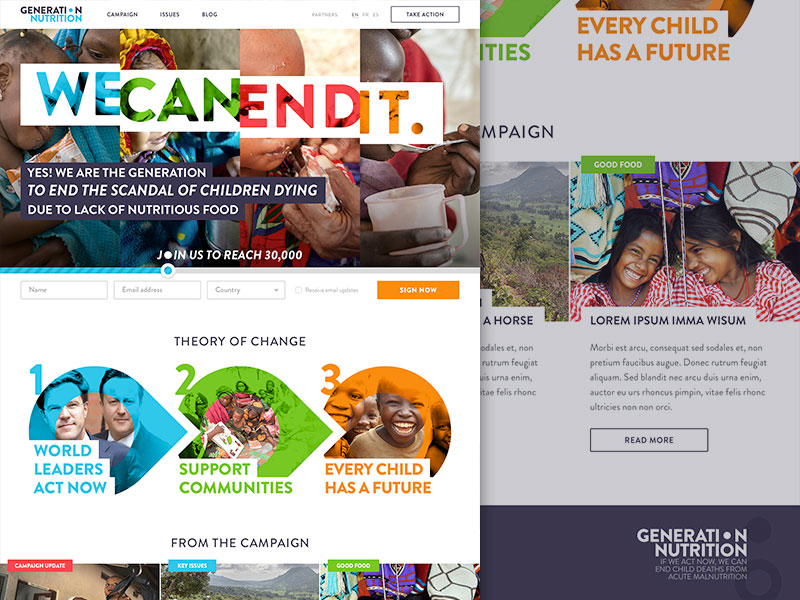 GENERATION
NUTRITION
CAMPAIGN ISSUES BLOG
PARTNERS EN FR ES
TAKE ACTION
WE CAN END IT.
YES! WE ARE THE GENERATION
TO END THE SCANDAL OF CHILDREN DYING
DUE TO LACK OF NUTRITIOUS FOOD
JOIN US TO REACH 30,000
Name Email address Country Receive email updates SIGN NOW
THEORY OF CHANGE
1
WORLD
LEADERS
ACT NOW
2
SUPPORT
COMMUNITIES
3
EVERY CHILD
HAS A FUTURE
FROM THE CAMPAIGN
CAMPAIGN UPDATE KEY ISSUES GOOD FOOD
EVERY CHILD
HAS A FUTURE
GOOD FOOD
A HORSE
sodales et, ore
rutrum feugiat
urna enim,
vitae felis rhonc
LOREM IPSUM IMMA WISUM
Morbi est arcu, consequat sed sodales et, ore
pretium faucibus augue. Donec rutrum feugiat
aliquam. Sed blandit nec arcu duis urna enim,
auctor eu urs rhoncus pimpin, vitae felis rhonc
ultricies non non orci.
READ MORE
GENERATION
NUTRITION
IF WE ACT NOW, WE CAN
END CHILD DEATHS FROM
ACUTE MALNUTRITION